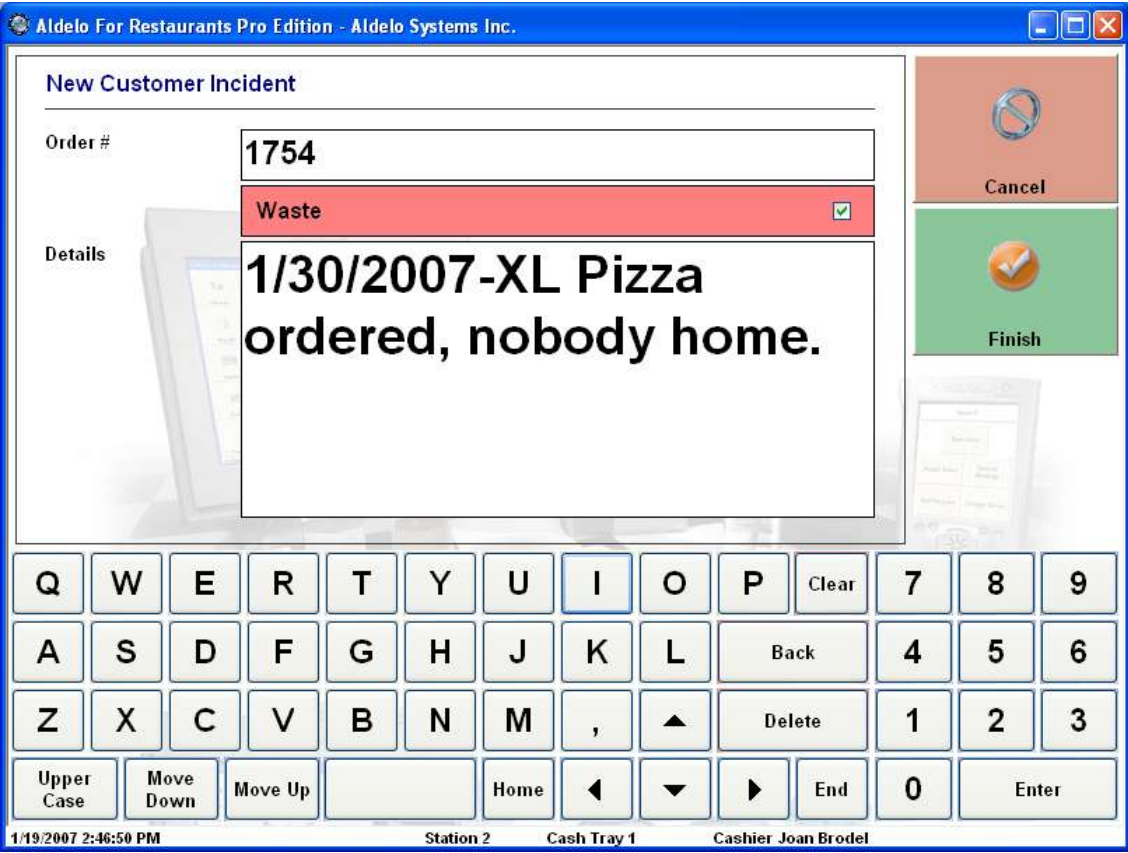 Aldelo For Restaurants Pro Edition - Aldelo Systems Inc.
New Customer Incident
Order #
1754
Cancel
Waste
Details
1/30/2007-XL Pizza
ordered, nobody home.
Finish
Q W E R T Y U I O P Clear 7 8 9
A S D F G H J K L Back 4 5 6
Z X C V B N M , Delete 1 2 3
Upper Case Move Down Move Up Home End 0 Enter
1/19/2007 2:46:50 PM Station 2 Cash Tray 1 Cashier Joan Brodel